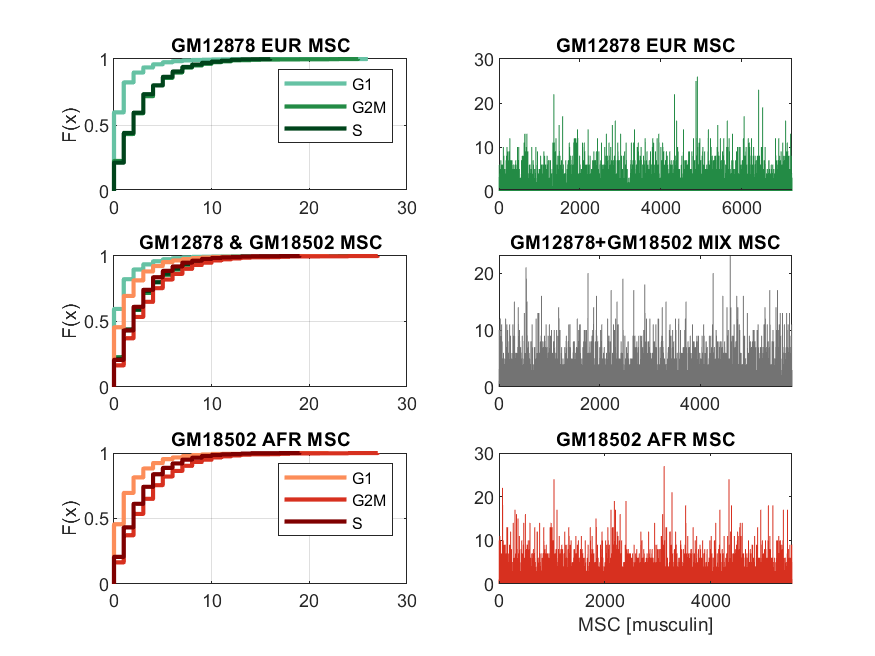 GM12878 EUR MSC
1
0.5
0
F(x)
0 10 20 30
G1
G2M
S
GM12878 EUR MSC
30
20
10
0
0 2000 4000 6000
GM12878 & GM18502 MSC
1
0.5
0
F(x)
0 10 20 30
GM12878+GM18502 MIX MSC
20
10
0
0 2000 4000
GM18502 AFR MSC
1
0.5
0
F(x)
0 10 20 30
G1
G2M
S
GM18502 AFR MSC
30
20
10
0
0 2000 4000
MSC [musculin]